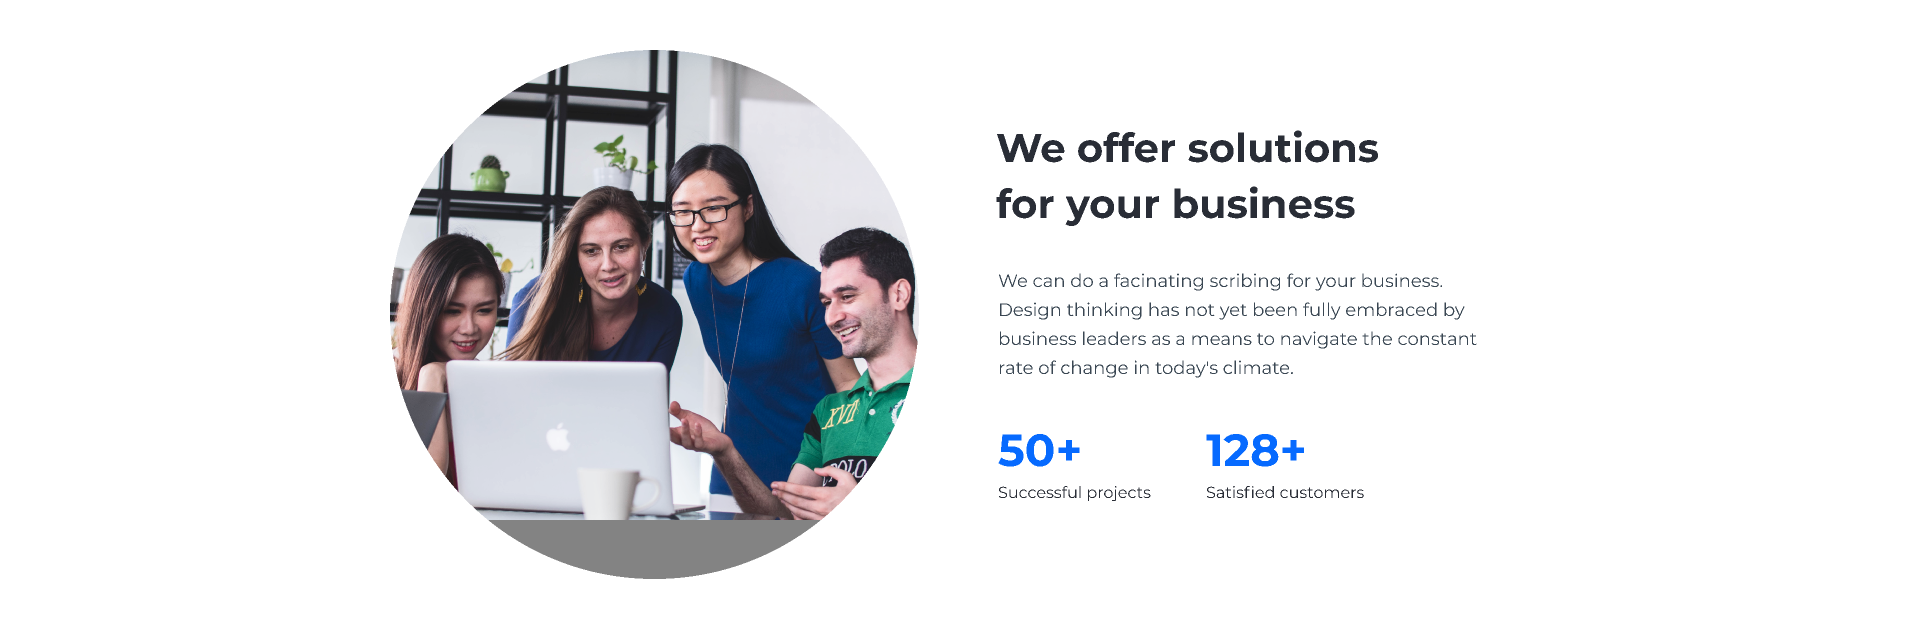 We offer solutions
for your business
We can do a facinating scribing for your business.
Design thinking has not yet been fully embraced by
business leaders as a means to navigate the constant
rate of change in today's climate.
50+ 128+
Successful projects Satisfied customers
XVII
POLO